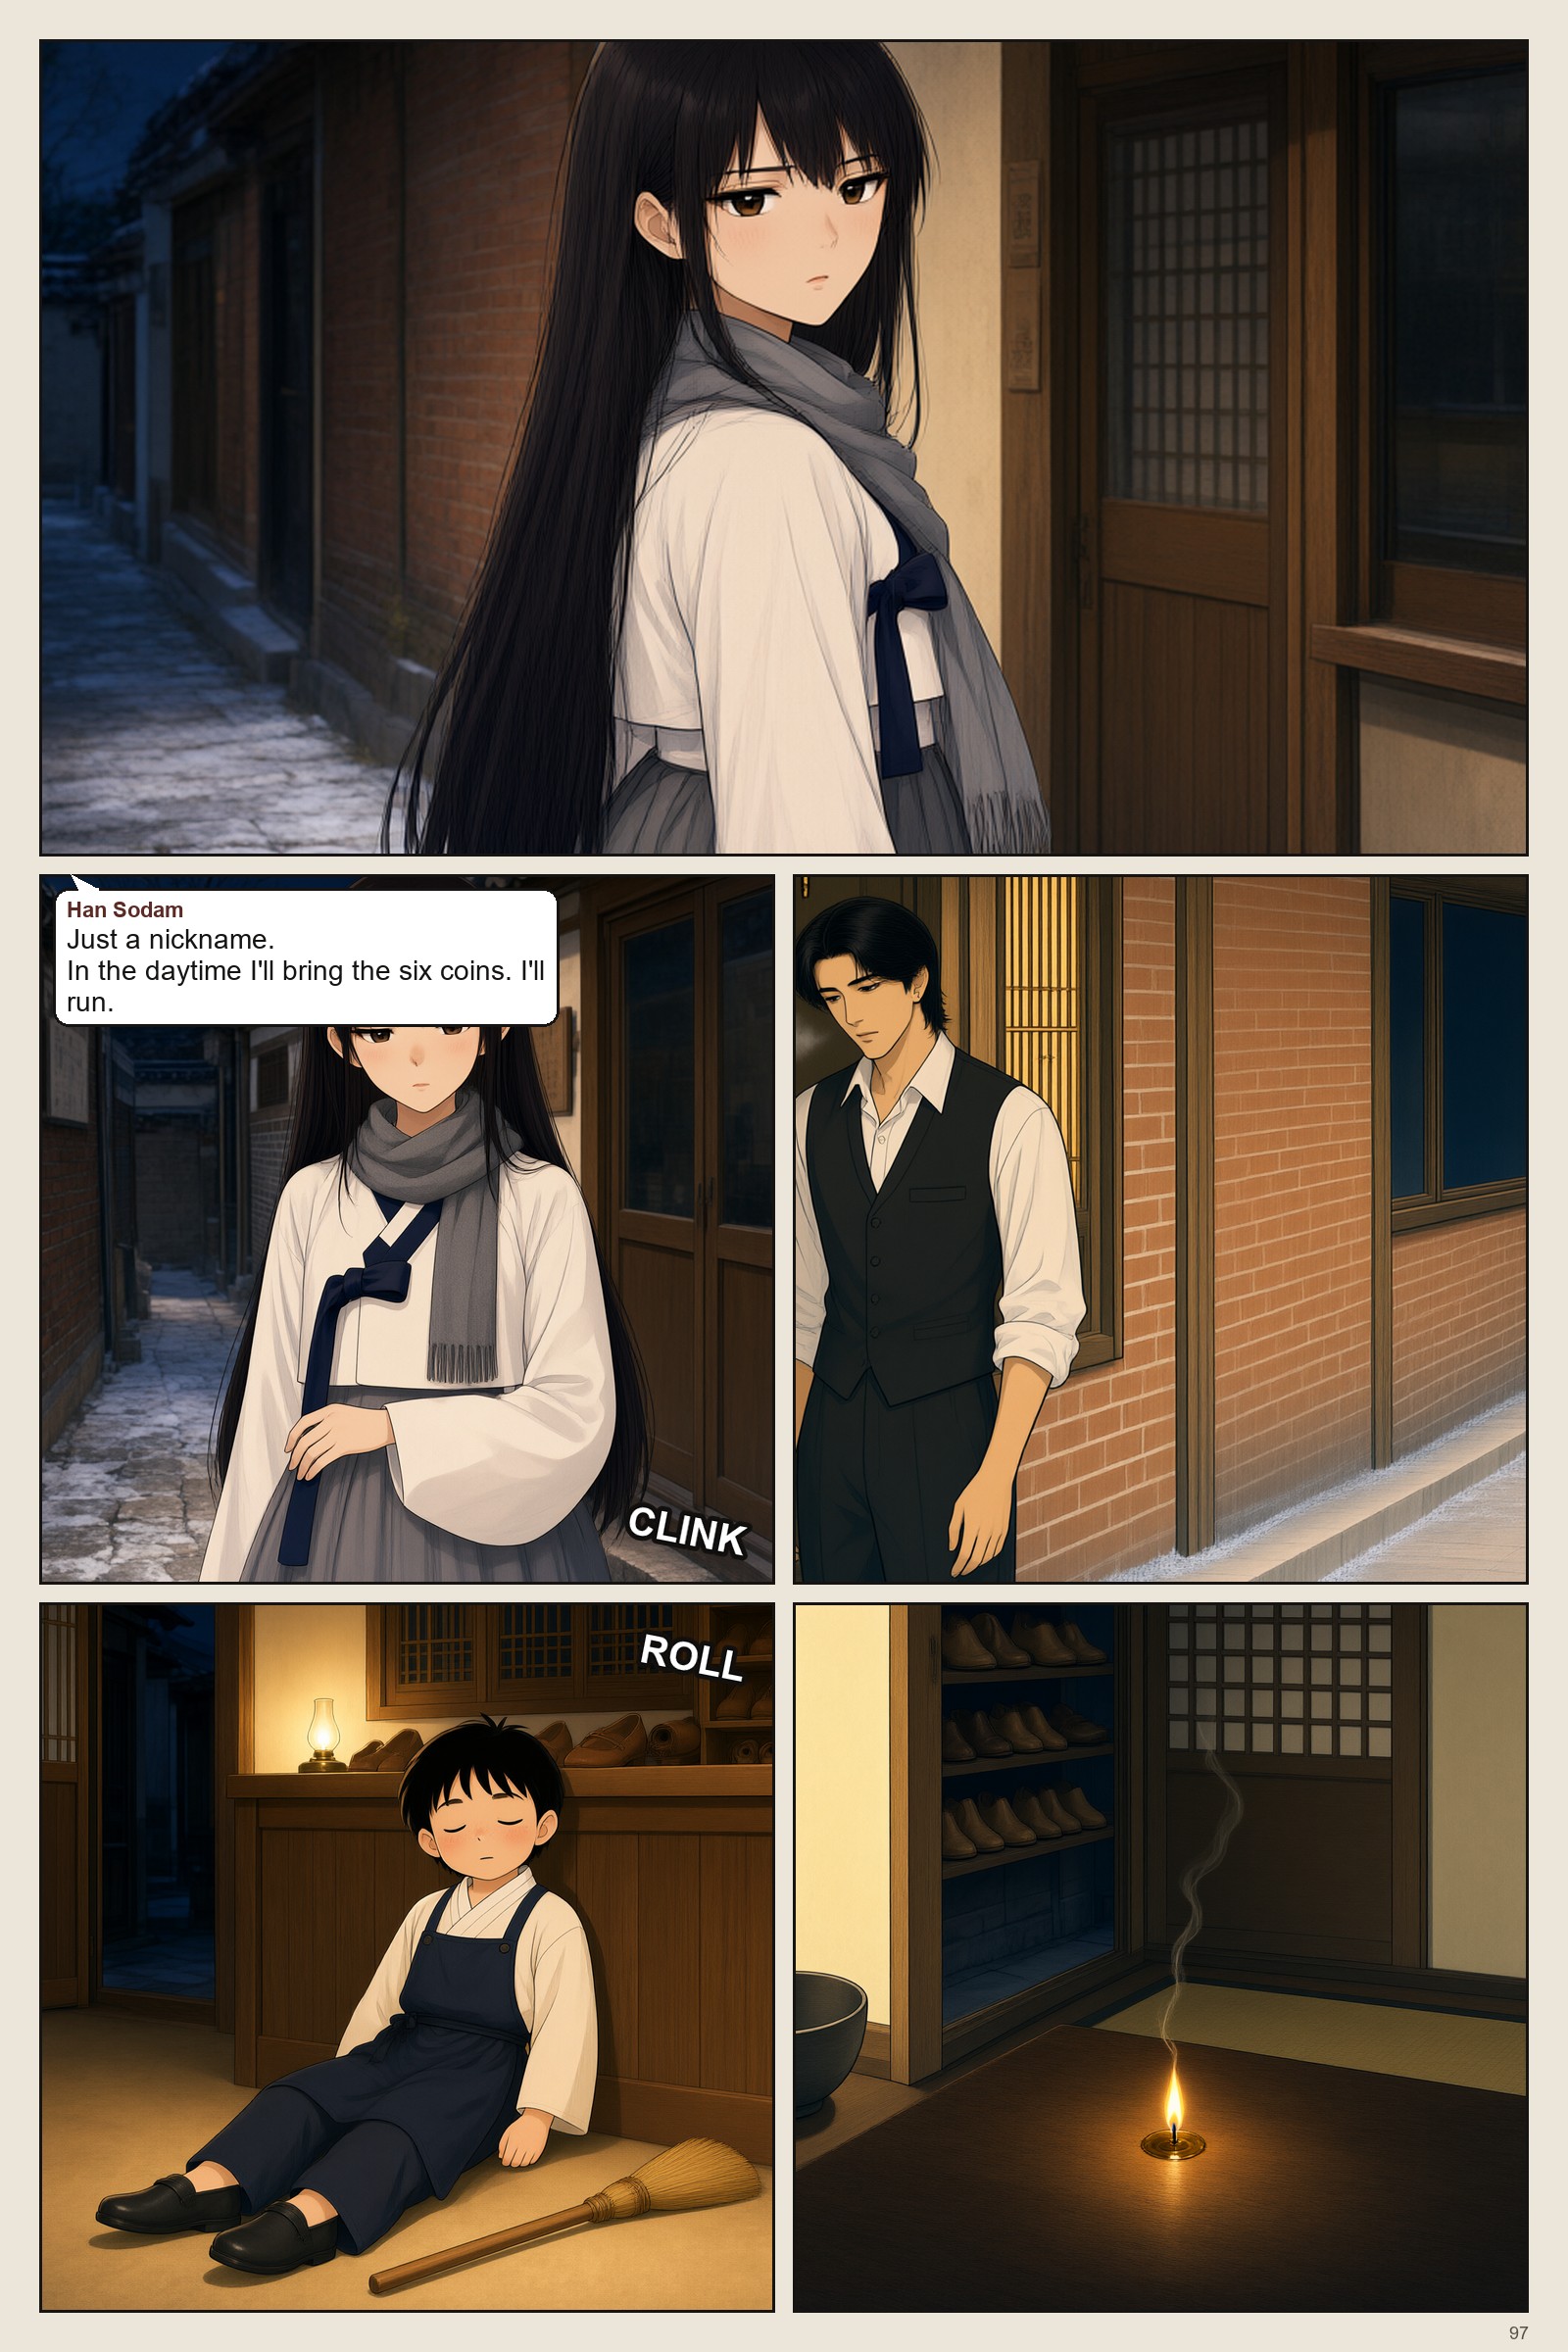 Han Sodam
Just a nickname.
In the daytime I'll bring the six coins. I'll
run.
CLINK
ROLL
97